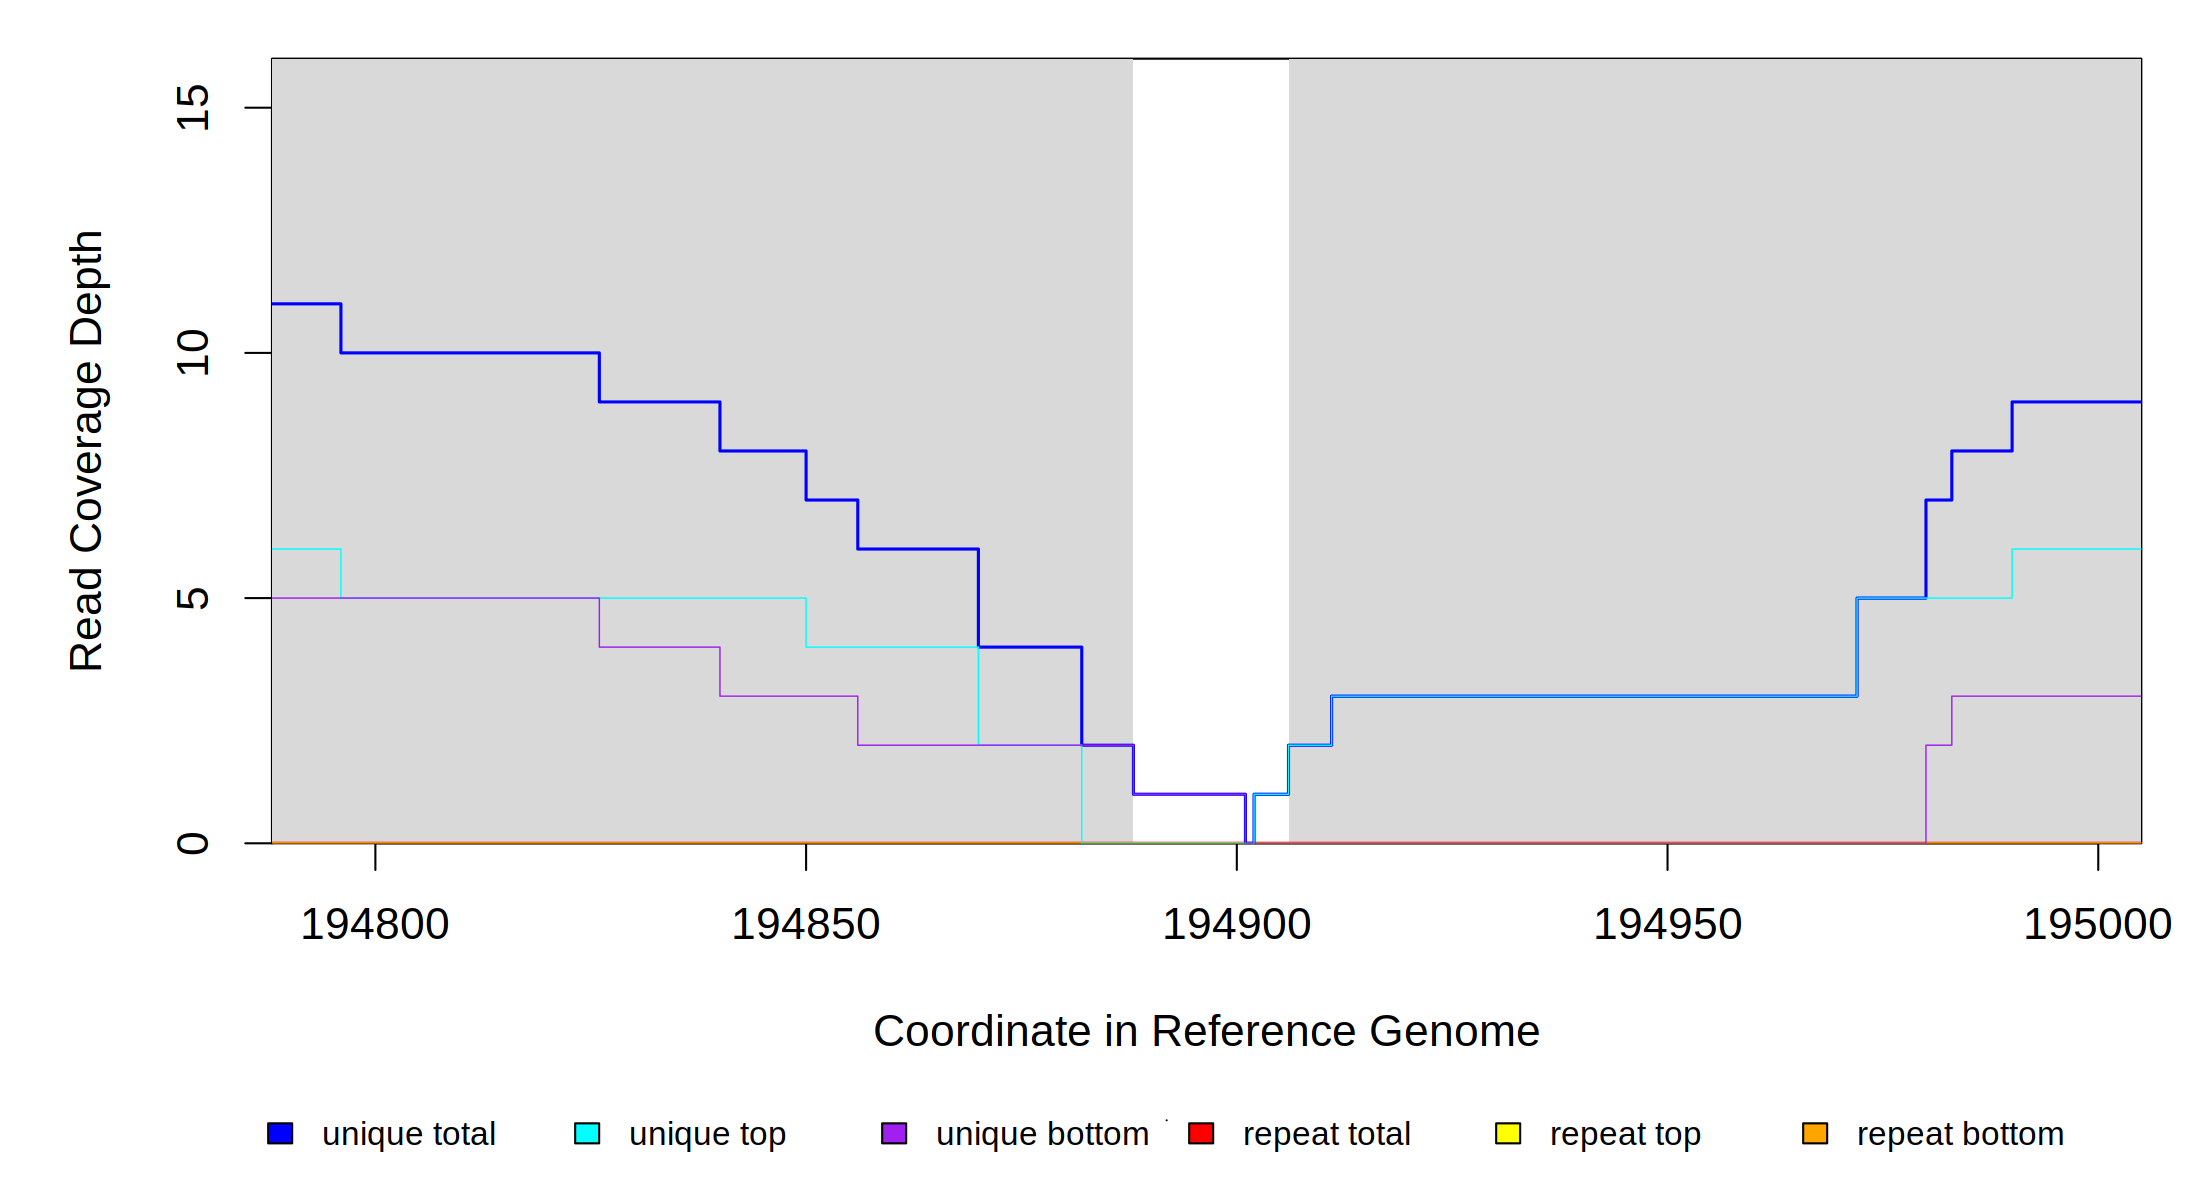 15
10
5
0
Read Coverage Depth
194800 194850 194900 194950 195000
Coordinate in Reference Genome
unique total unique top unique bottom repeat total repeat top repeat bottom